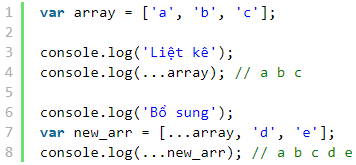 1 var array = ['a', 'b', 'c'];
2
3 console.log('Liệt kê');
4 console.log(...array); // a b c
5
6 console.log('Bổ sung');
7 var new_arr = [...array, 'd', 'e'];
8 console.log(...new_arr); // a b c d e